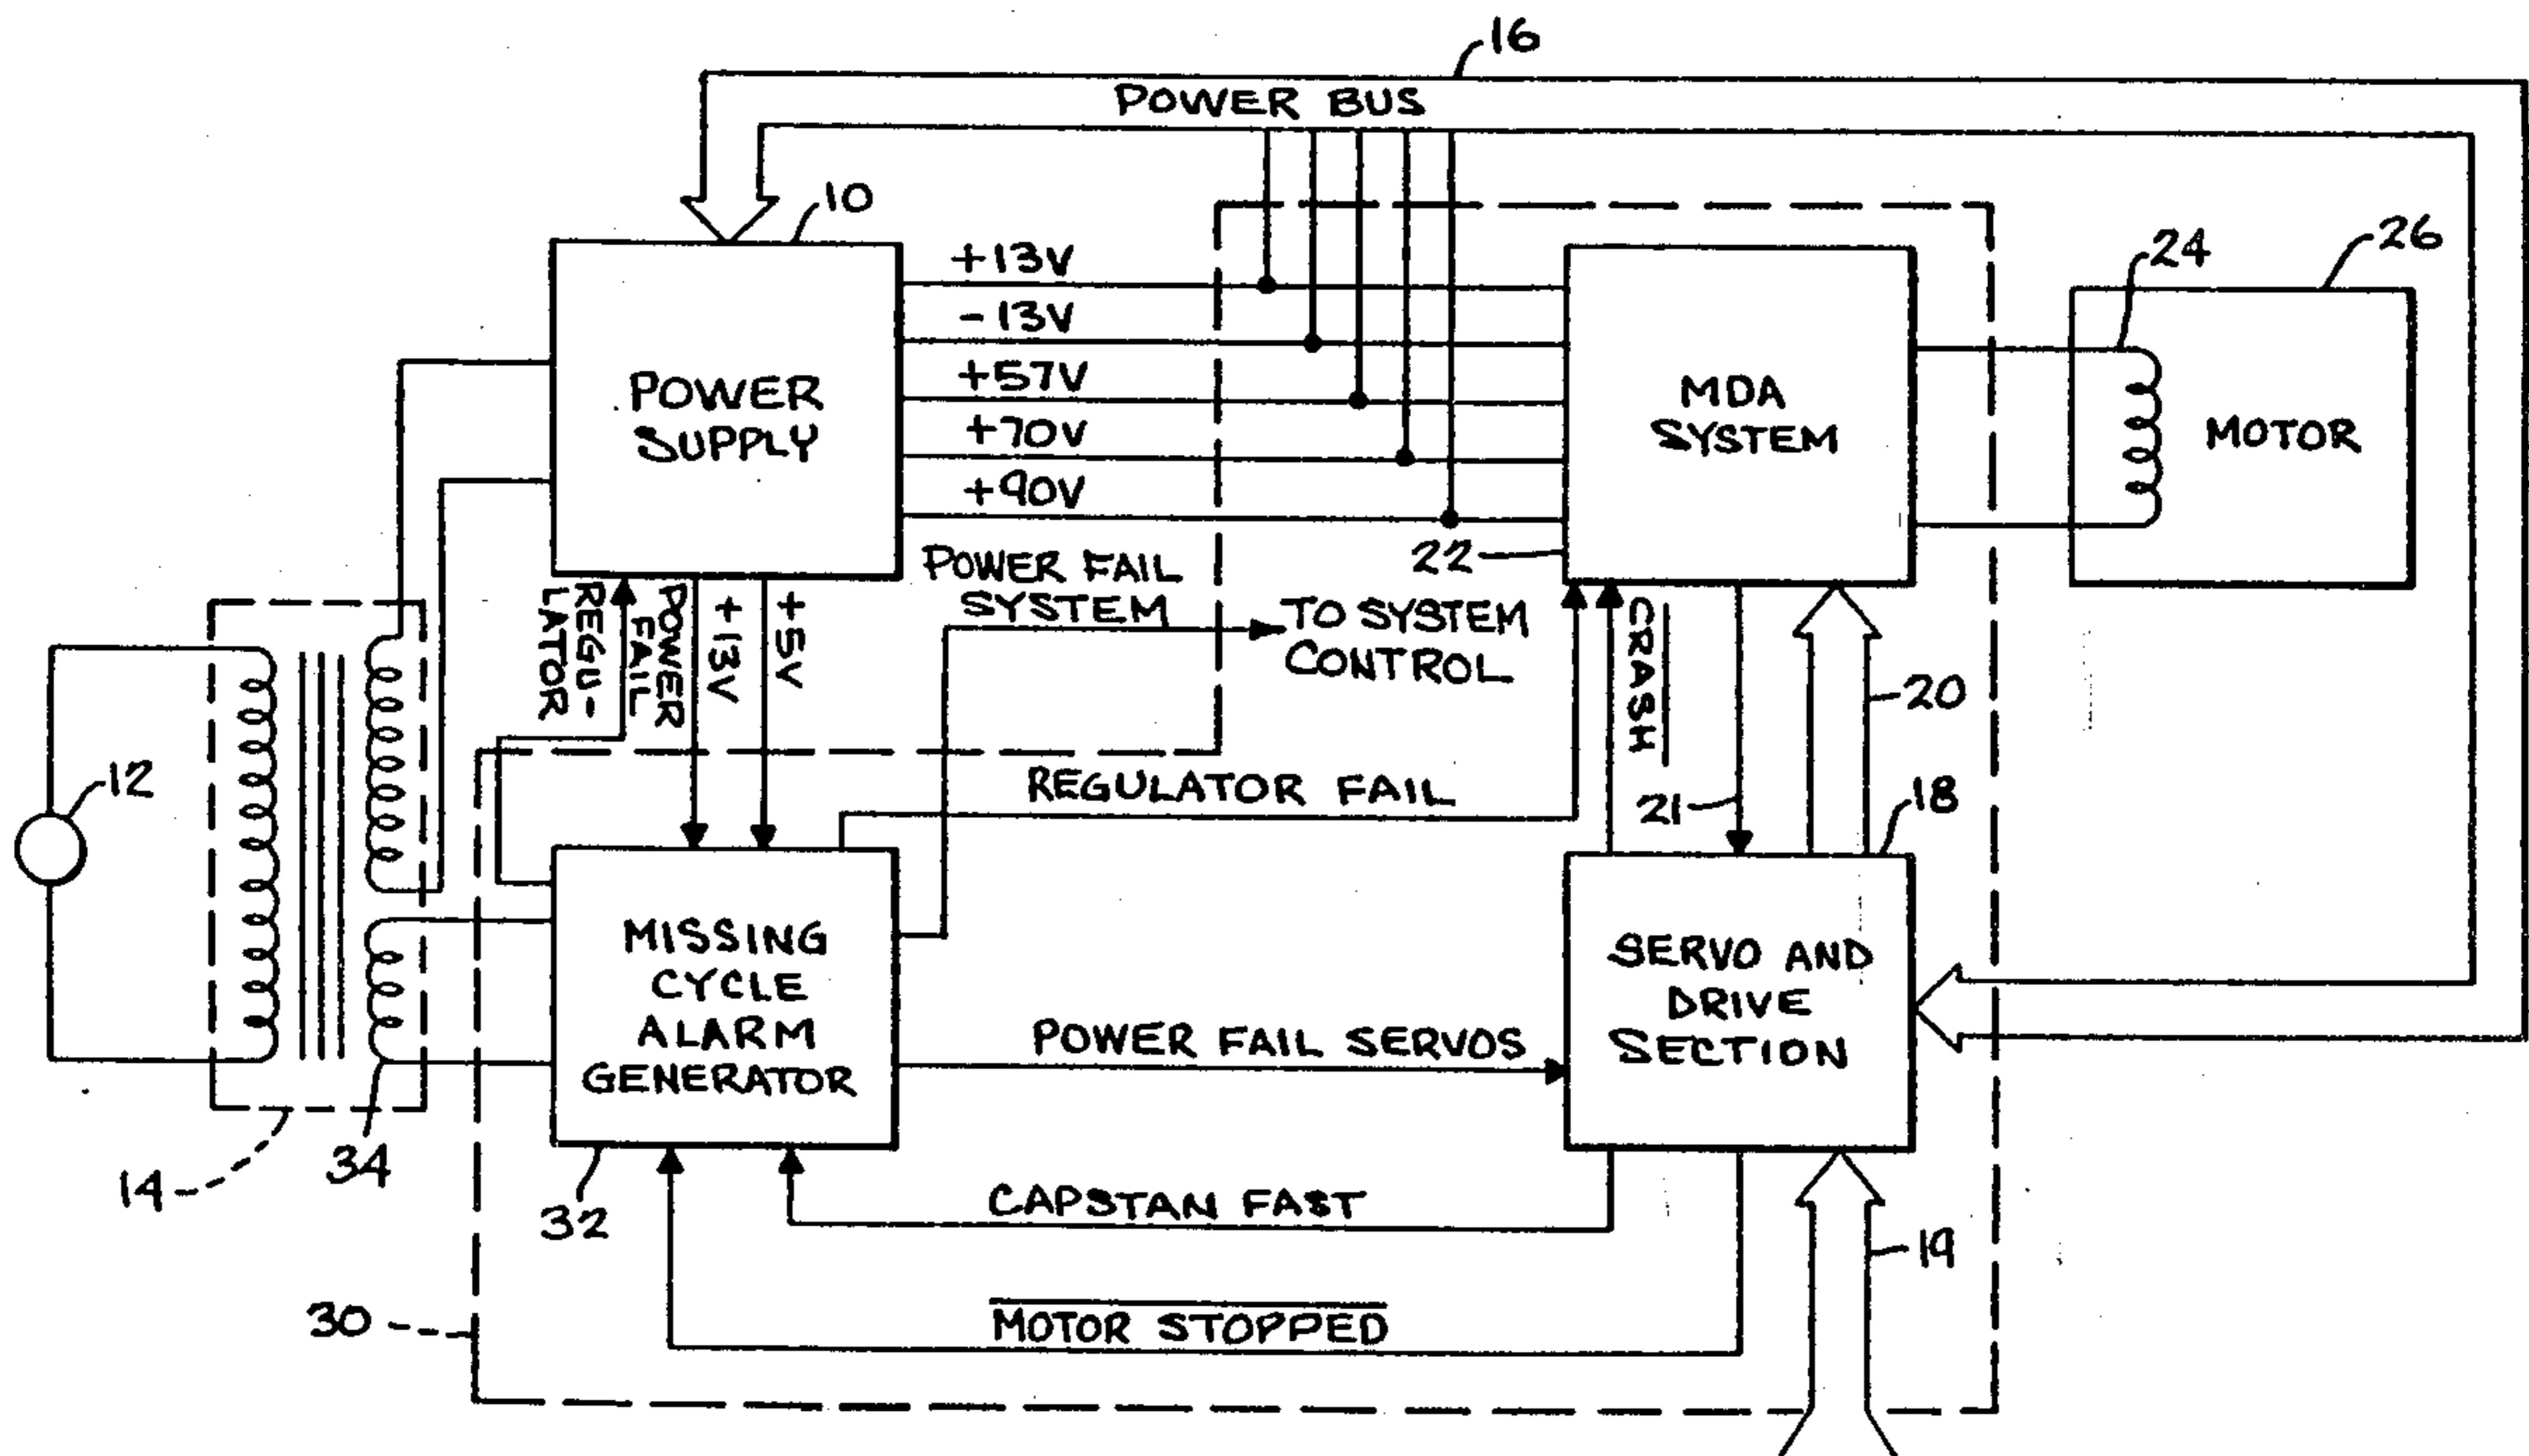 16
POWER BUS
10
26
24
+13V
-13V
+57V
+70V
+90V
POWER
SUPPLY
MDA
SYSTEM
MOTOR
22
POWER FAIL
SYSTEM
TO SYSTEM
CONTROL
REGU-
LATOR
POWER
FAIL
+13V
+5V
CRASH
20
12
REGULATOR FAIL
21
18
MISSING
CYCLE
ALARM
GENERATOR
SERVO AND
DRIVE
SECTION
POWER FAIL SERVOS
14
34
32
CAPSTAN FAST
19
30
MOTOR STOPPED